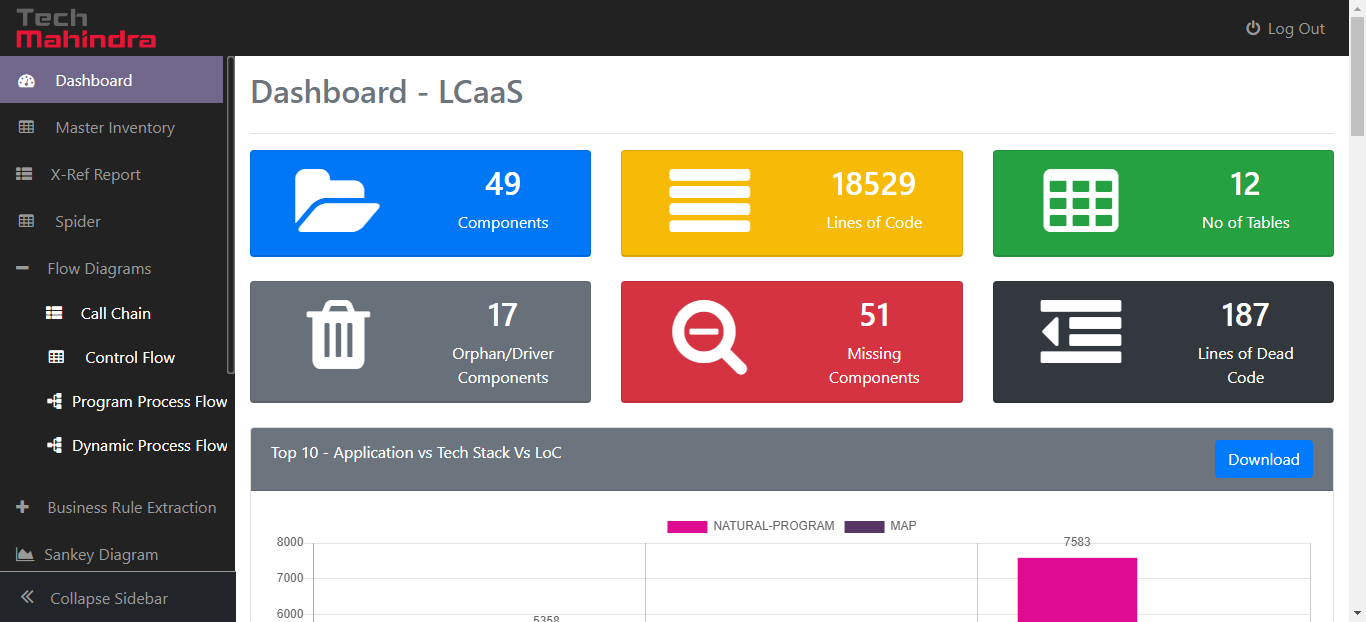 Tech
Mahindra
Log Out
Dashboard
Master Inventory
X-Ref Report
Spider
Flow Diagrams
Call Chain
Control Flow
Program Process Flow
Dynamic Process Flow
Business Rule Extraction
Sankey Diagram
Collapse Sidebar
Dashboard - LCaaS
49
Components
18529
Lines of Code
12
No of Tables
17
Orphan/Driver
Components
51
Missing
Components
187
Lines of Dead
Code
Top 10 - Application vs Tech Stack Vs LoC
Download
NATURAL-PROGRAM MAP
8000
7583
7000
6000
5358